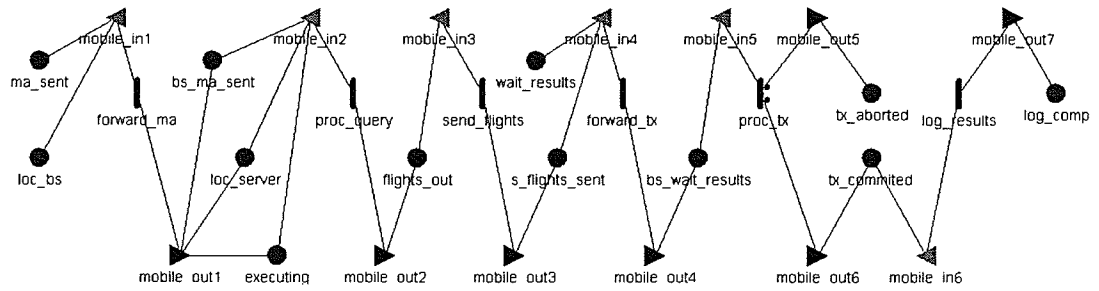 mobile_in1
mobile_in2
mobile_in3
mobile_in4
mobile_in5
mobile_out5
mobile_out7
ma_sent
bs_ma_sent
wait_results
forward_ma
proc_query
send_flights
forward_tx
proc_tx
tx_aborted
log_results
log_comp
loc_bs
loc_server
flights_out
s_flights_sent
bs_wait_results
tx_commited
mobile_out1
executing
mobile_out2
mobile_out3
mobile_out4
mobile_out6
mobile_in6